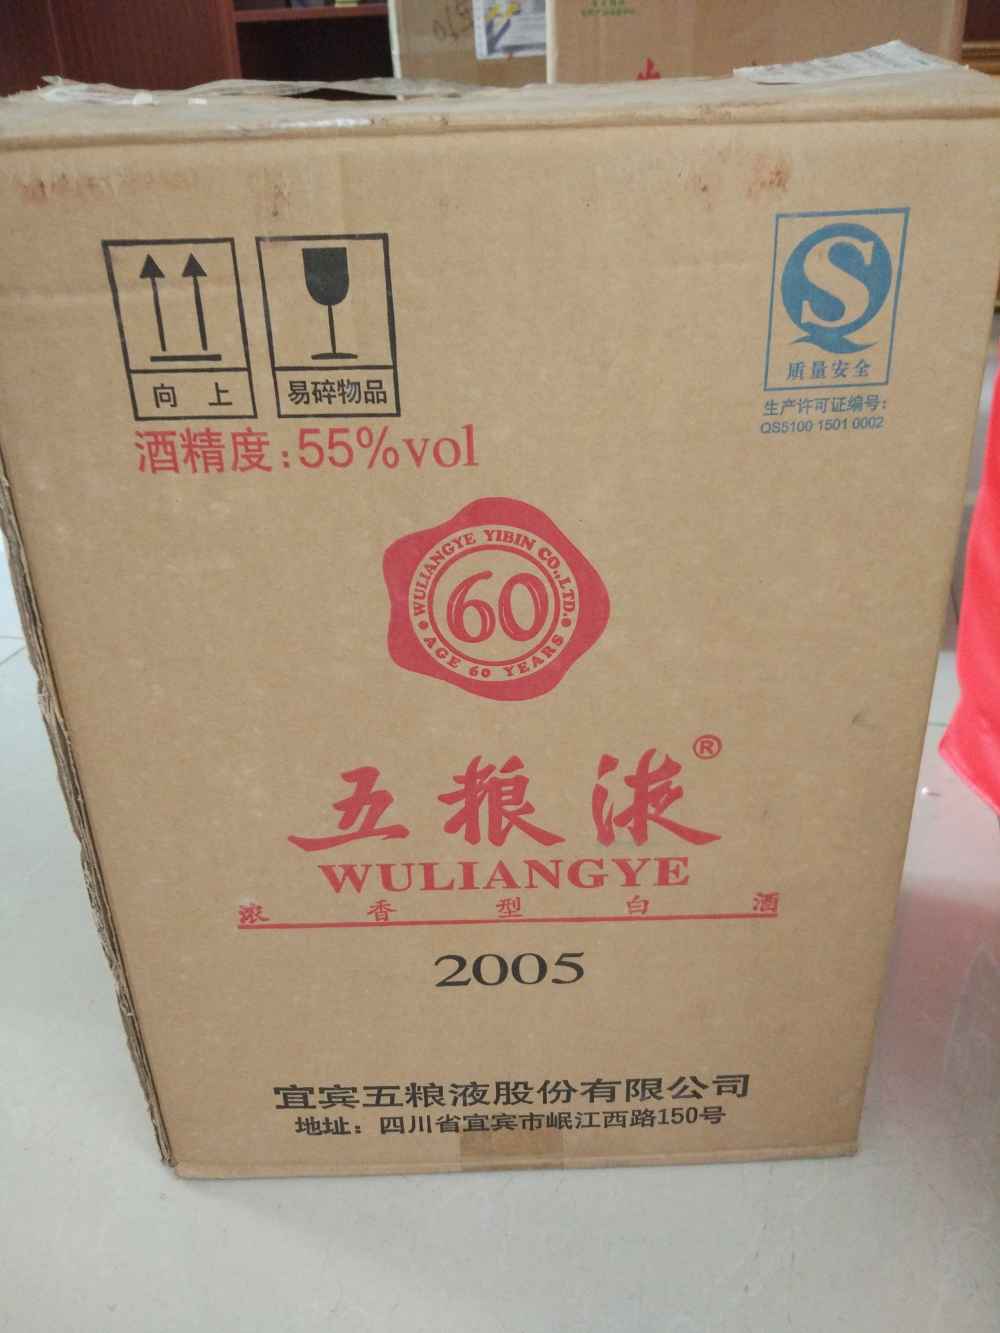 向 上
易碎物品
质量安全
生产许可证编号:
QS5100 1501 0002
酒精度:55%vol
WULIANGYE YIBIN CO.,LTD.
60
AGE 60 YEARS
五粮液®
WULIANGYE
浓香型白酒
2005
宜宾五粮液股份有限公司
地址：四川省宜宾市岷江西路150号